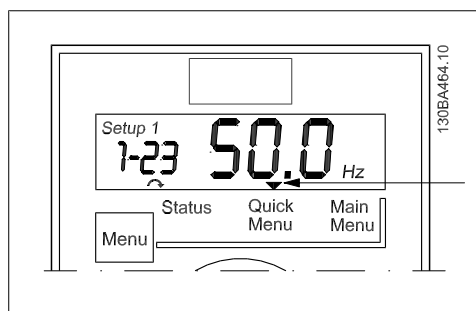 130BA464.10
Setup 1
1-23
50.0
Hz
Status
Quick Menu
Main Menu
Menu